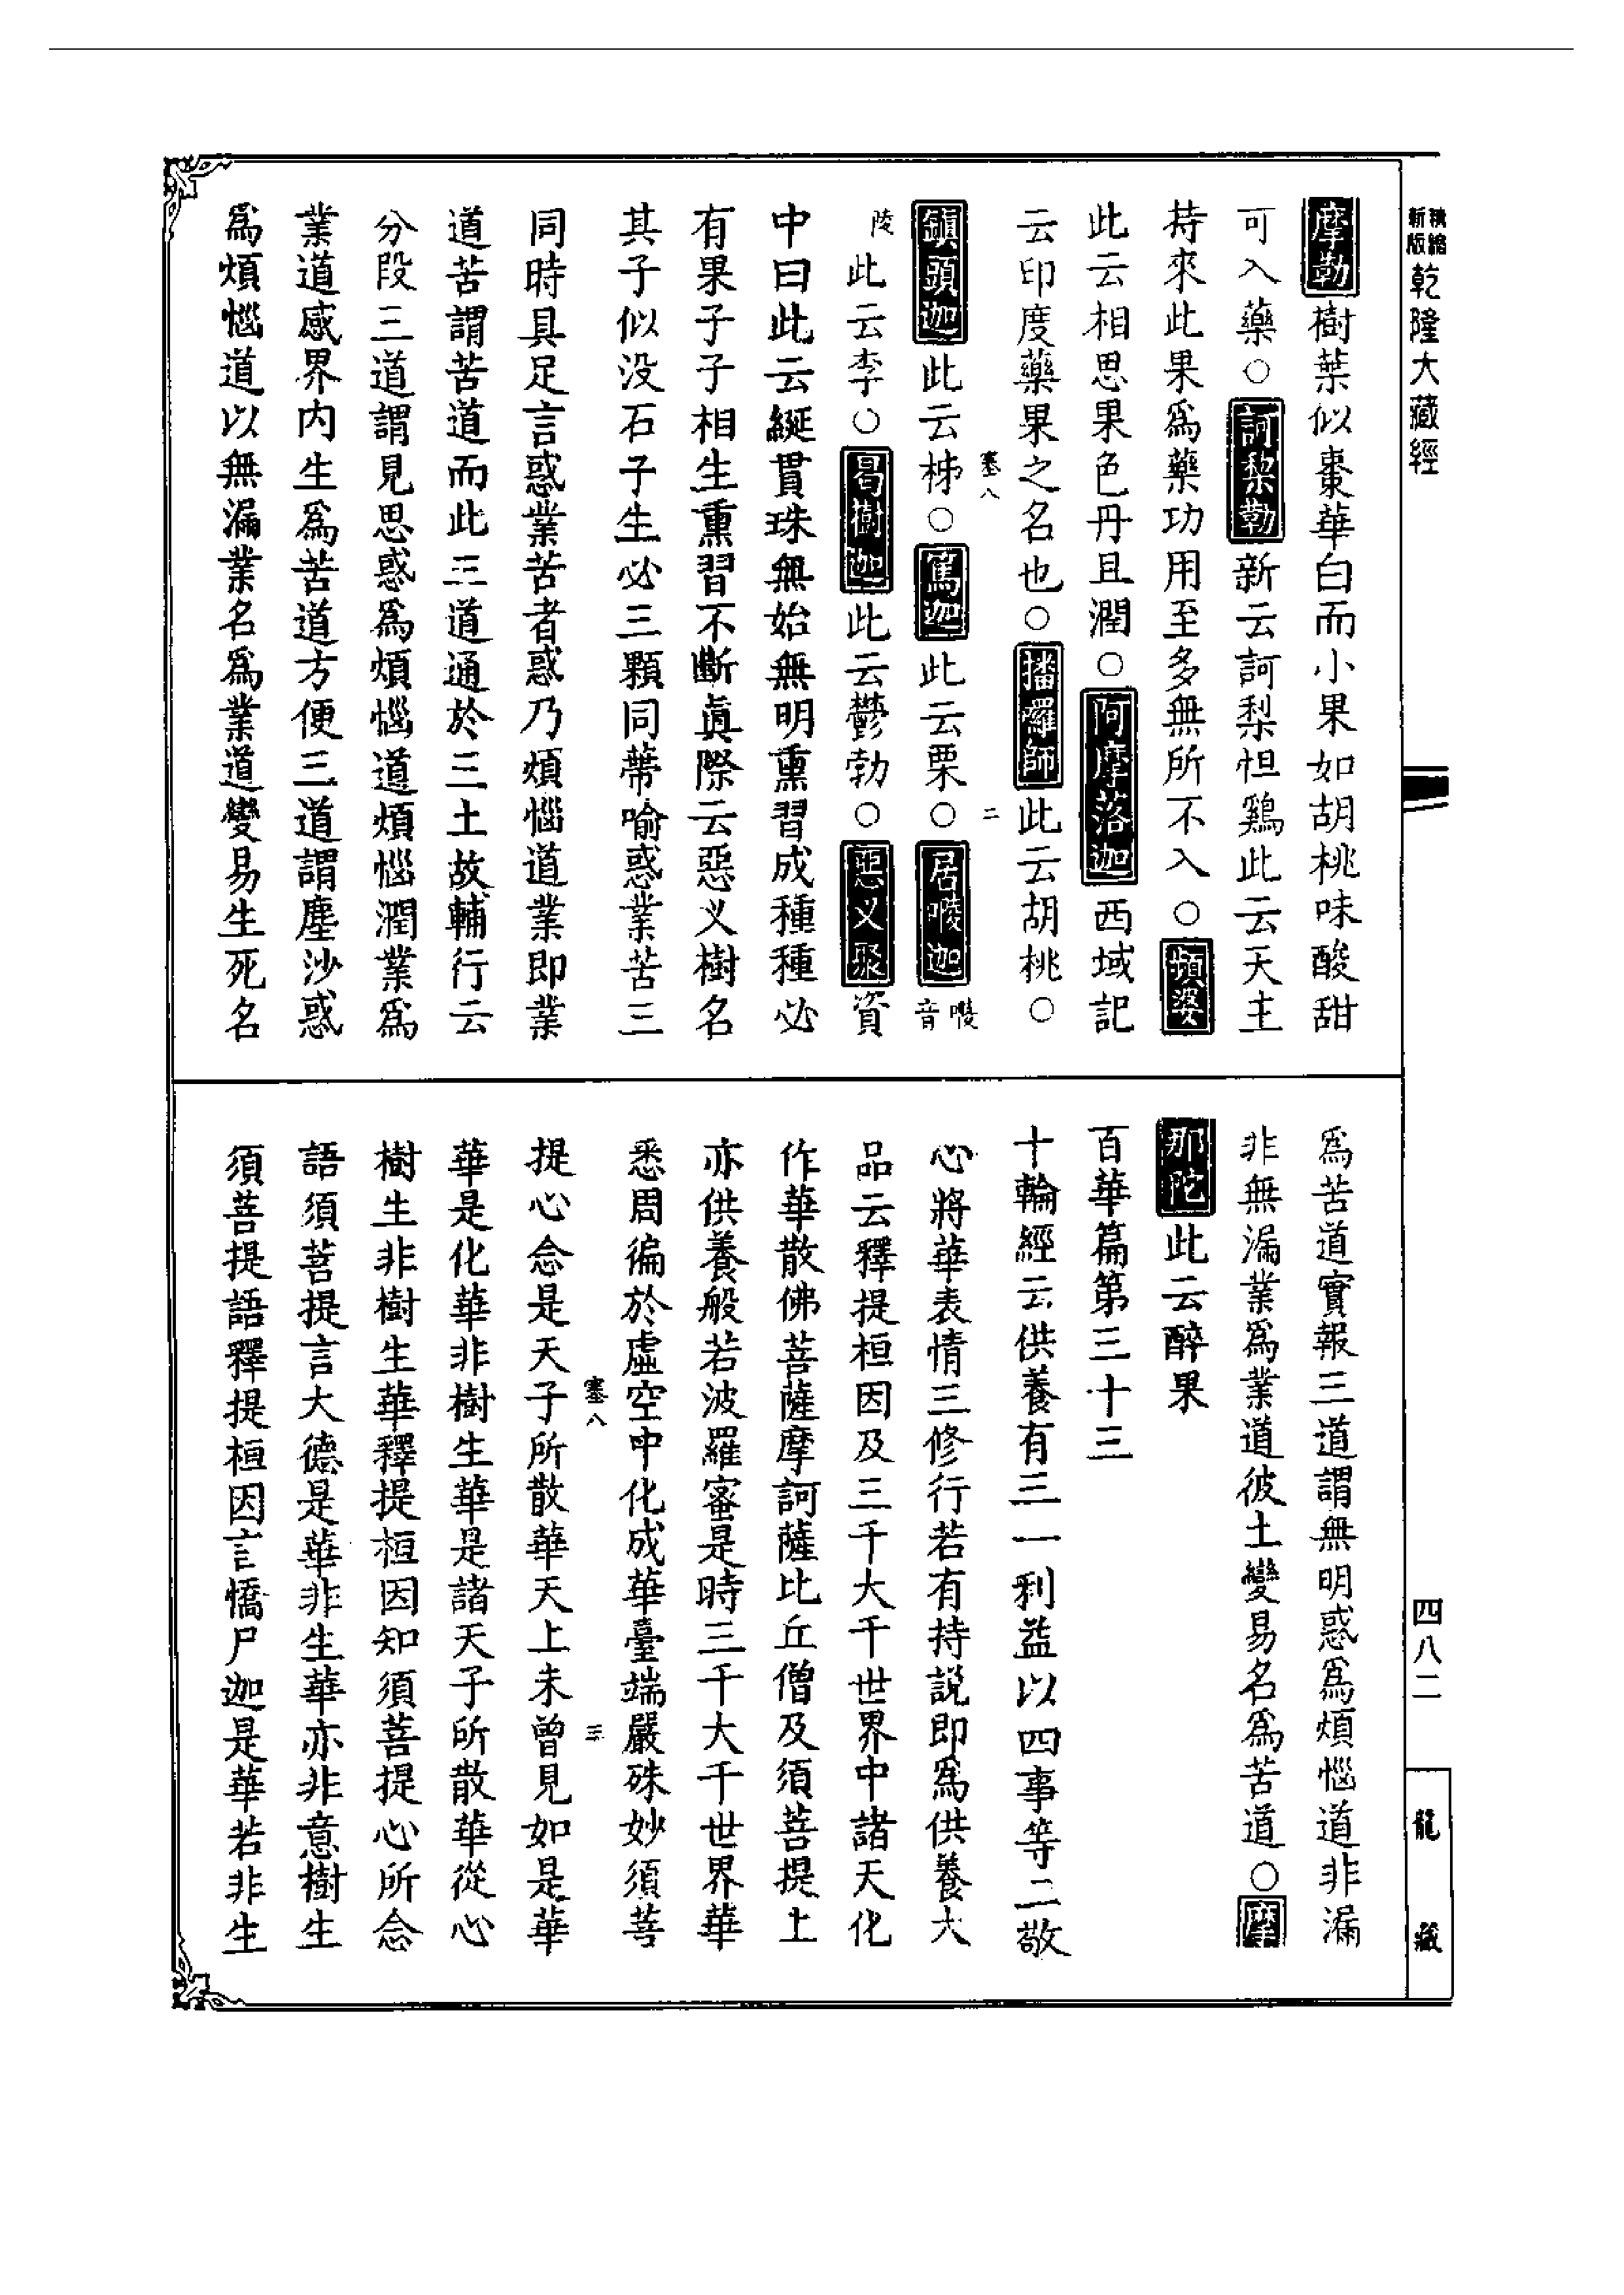 精縮新版乾隆大藏經
四八二
龍藏
摩勒樹葉似棗華白而小果如胡桃味酸甜
可入藥○訶黎勒新云訶梨怛鷄此云天主
持來此果爲藥功用至多無所不入○頻婆
此云相思果色丹且潤○阿摩落迦西域記
云印度藥果之名也○播羅師此云胡桃○
塞八 二
鎮頭迦此云柹○篤迦此云栗○居㖫迦㖫音
陵此云李○曷樹迦此云鬱勃○惡义聚資
中曰此云綖貫珠無始無明熏習成種種必
有果子子相生熏習不斷眞際云惡义樹名
其子似没石子生必三顆同蔕喻惑業苦三
同時具足言惑業苦者惑乃煩惱道業即業
道苦謂苦道而此三道通於三土故輔行云
分段三道謂見思惑爲煩惱道煩惱潤業爲
業道感界内生爲苦道方便三道謂塵沙惑
爲煩惱道以無漏業名爲業道變易生死名
爲苦道實報三道謂無明惑爲煩惱道非漏
非無漏業爲業道彼土變易名爲苦道○摩
那陀此云醉果
百華篇第三十三
十輪經云供養有三一利益以四事等二敬
心將華表情三修行若有持説即爲供養大
品云釋提桓因及三千大千世界中諸天化
作華散佛菩薩摩訶薩比丘僧及須菩提上
亦供養般若波羅蜜是時三千大千世界華
悉周徧於虚空中化成華臺端嚴殊妙須菩
塞八 三
提心念是天子所散華天上未曾見如是華
華是化華非樹生華是諸天子所散華從心
樹生非樹生華釋提桓因知須菩提心所念
語須菩提言大德是華非生華亦非意樹生
須菩提語釋提桓因言憍尸迦是華若非生